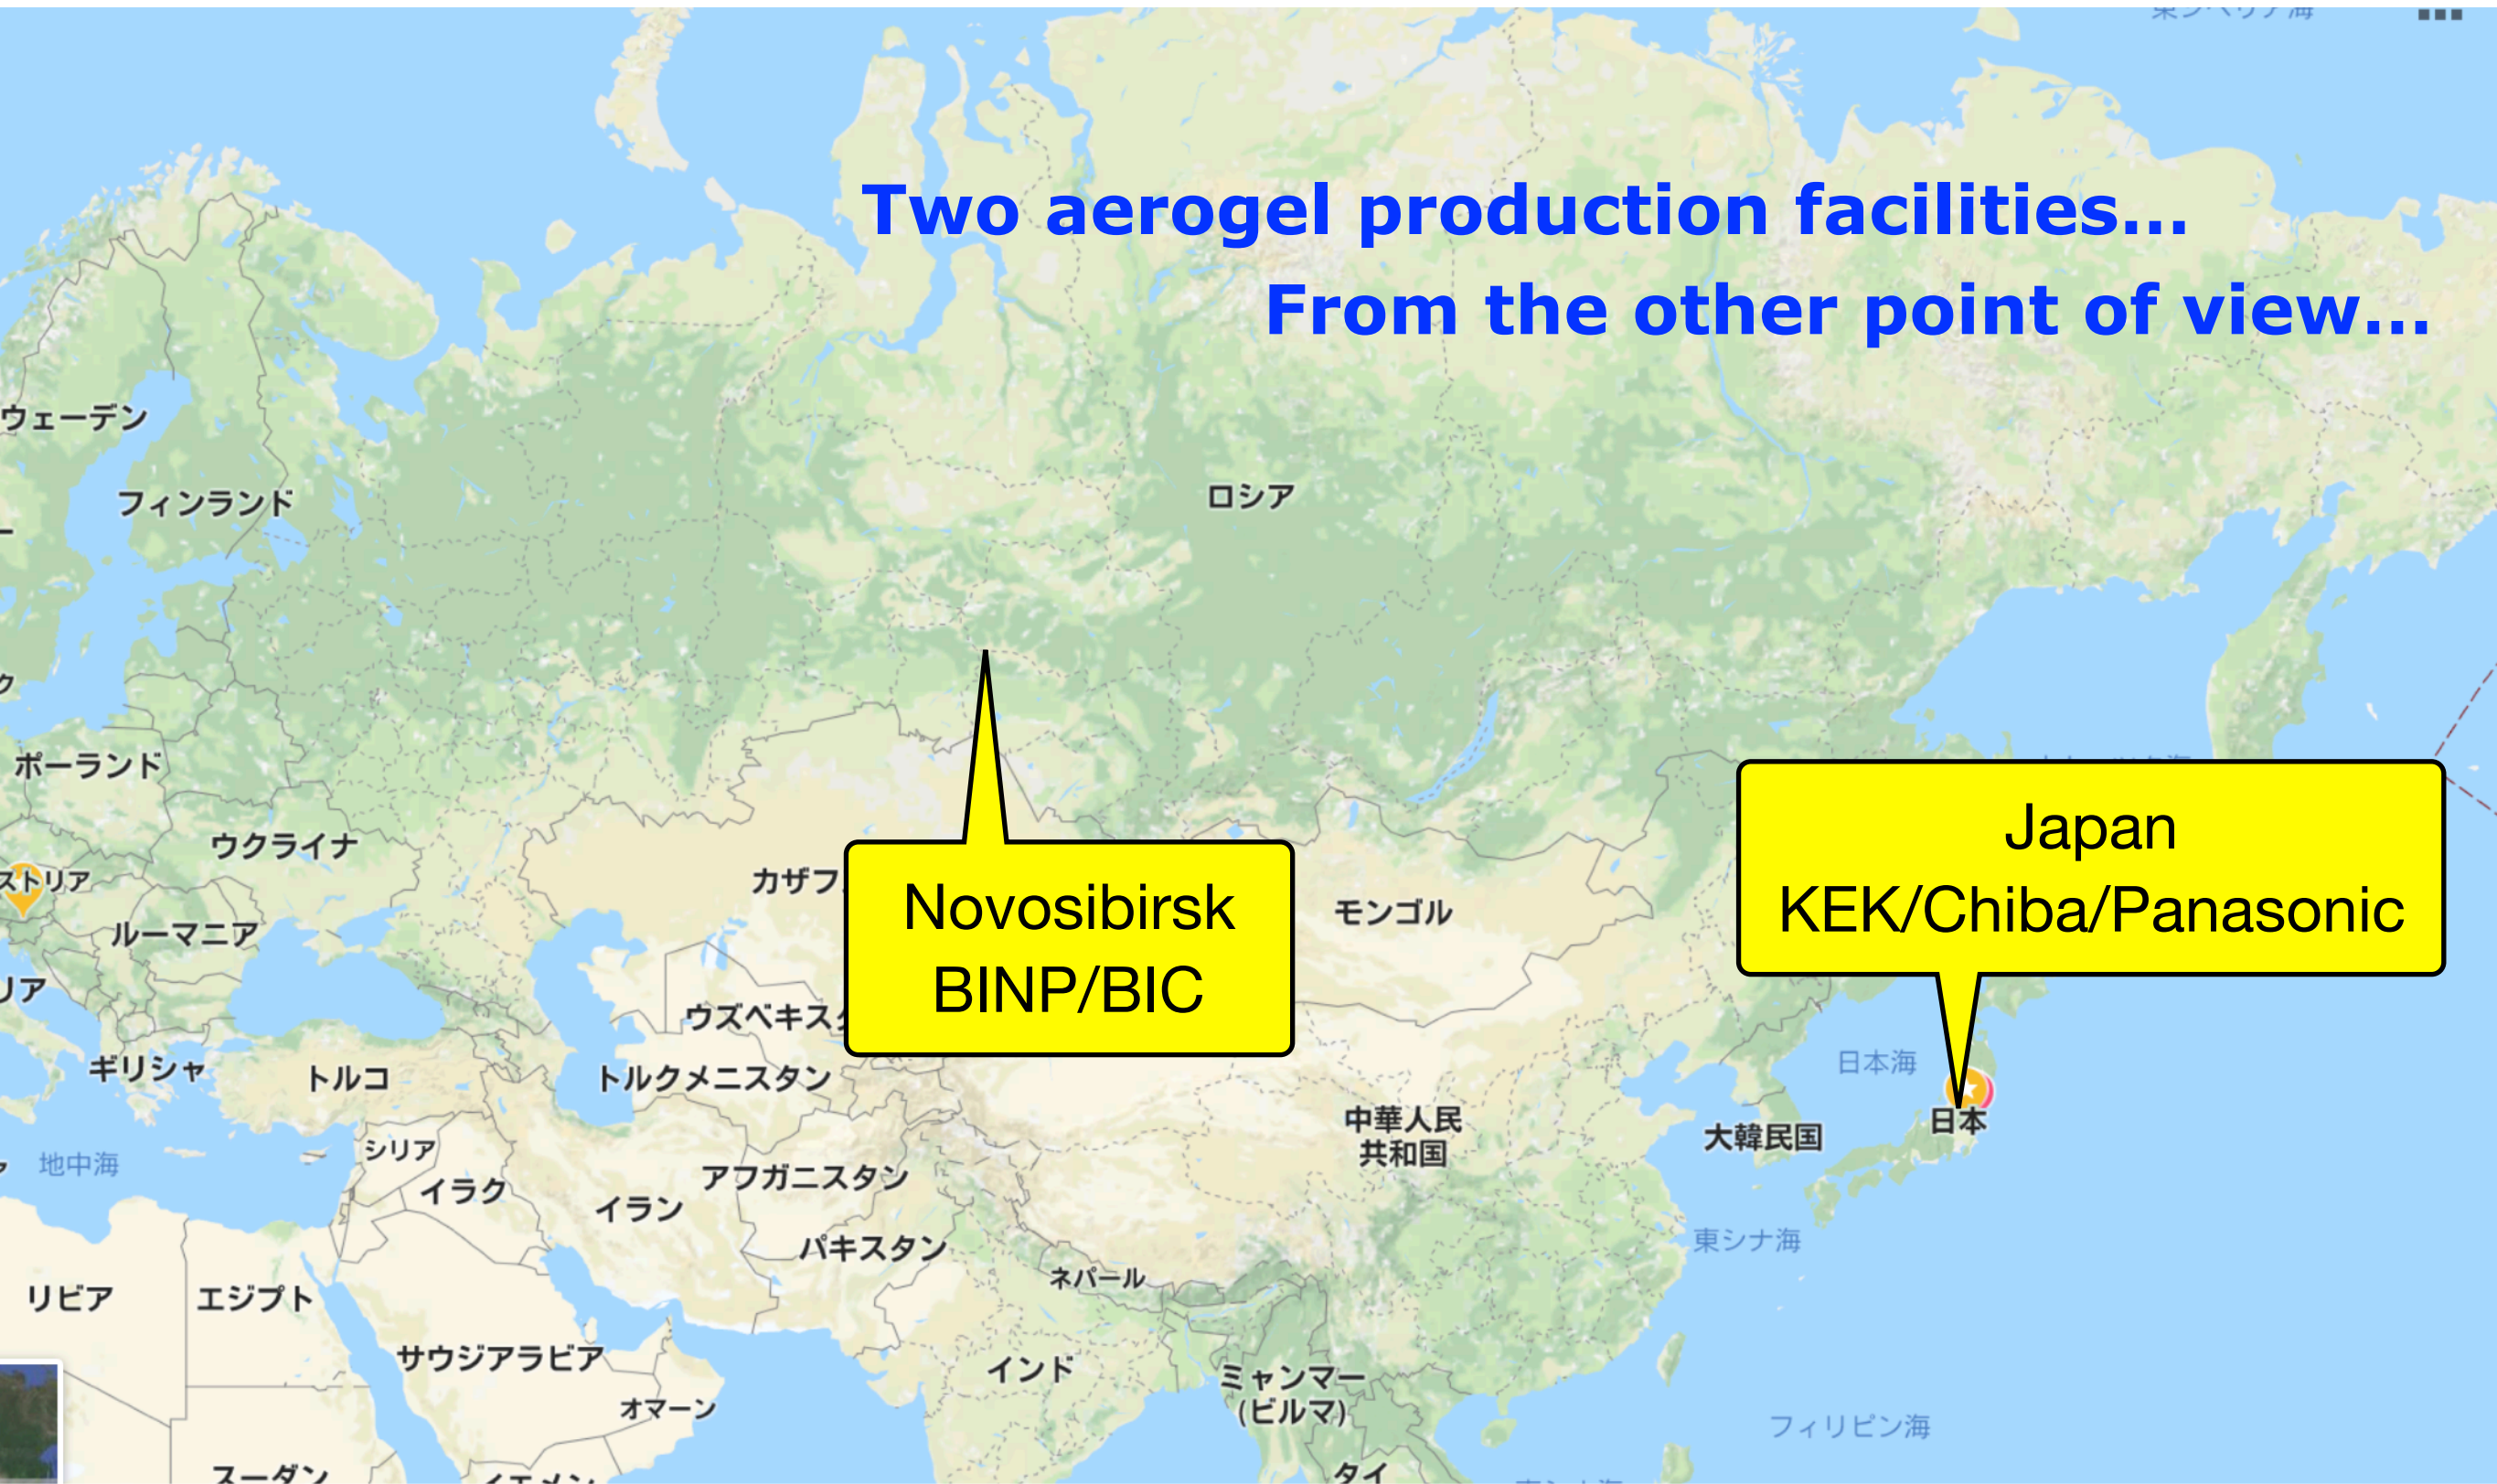 Two aerogel production facilities...
From the other point of view...
ウェーデン
フィンランド
ロシア
ポーランド
ウクライナ
ストリア
ルーマニア
リア
カザフ
Novosibirsk
BINP/BIC
モンゴル
Japan
KEK/Chiba/Panasonic
ウズベキス
ギリシャ
トルコ
トルクメニスタン
日本海
日本
中華人民
共和国
大韓民国
地中海
シリア
イラク
イラン
アフガニスタン
パキスタン
ネパール
東シナ海
リビア
エジプト
サウジアラビア
オマーン
インド
ミャンマー
(ビルマ)
フィリピン海
スーダン
イエメン
タイ